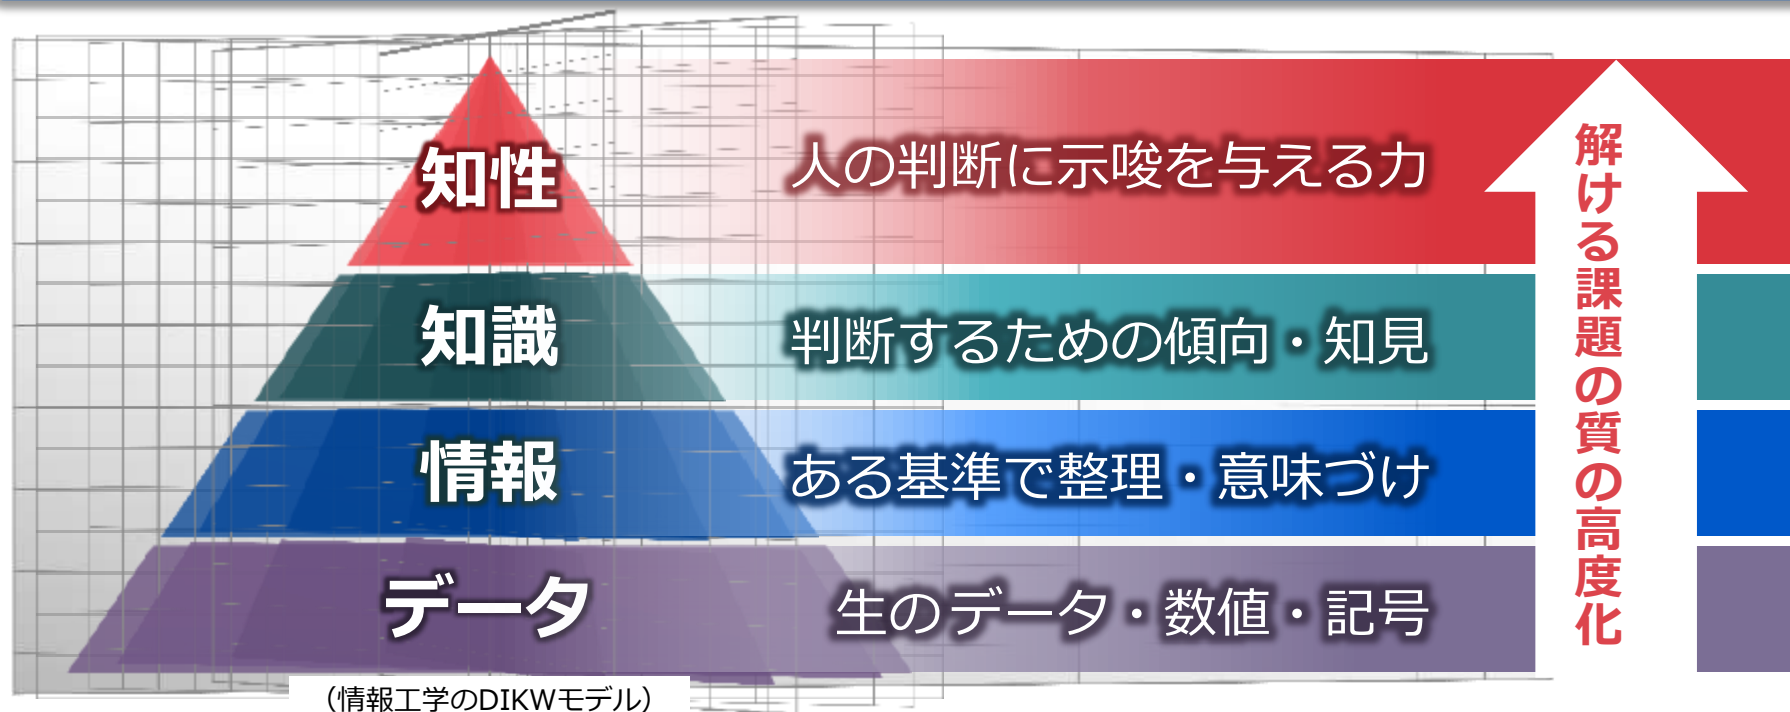 知性
人の判断に示唆を与える力
知識
判断するための傾向・知見
情報
ある基準で整理・意味づけ
データ
生のデータ・数値・記号
解ける課題の質の高度化
（情報工学のDIKWモデル）